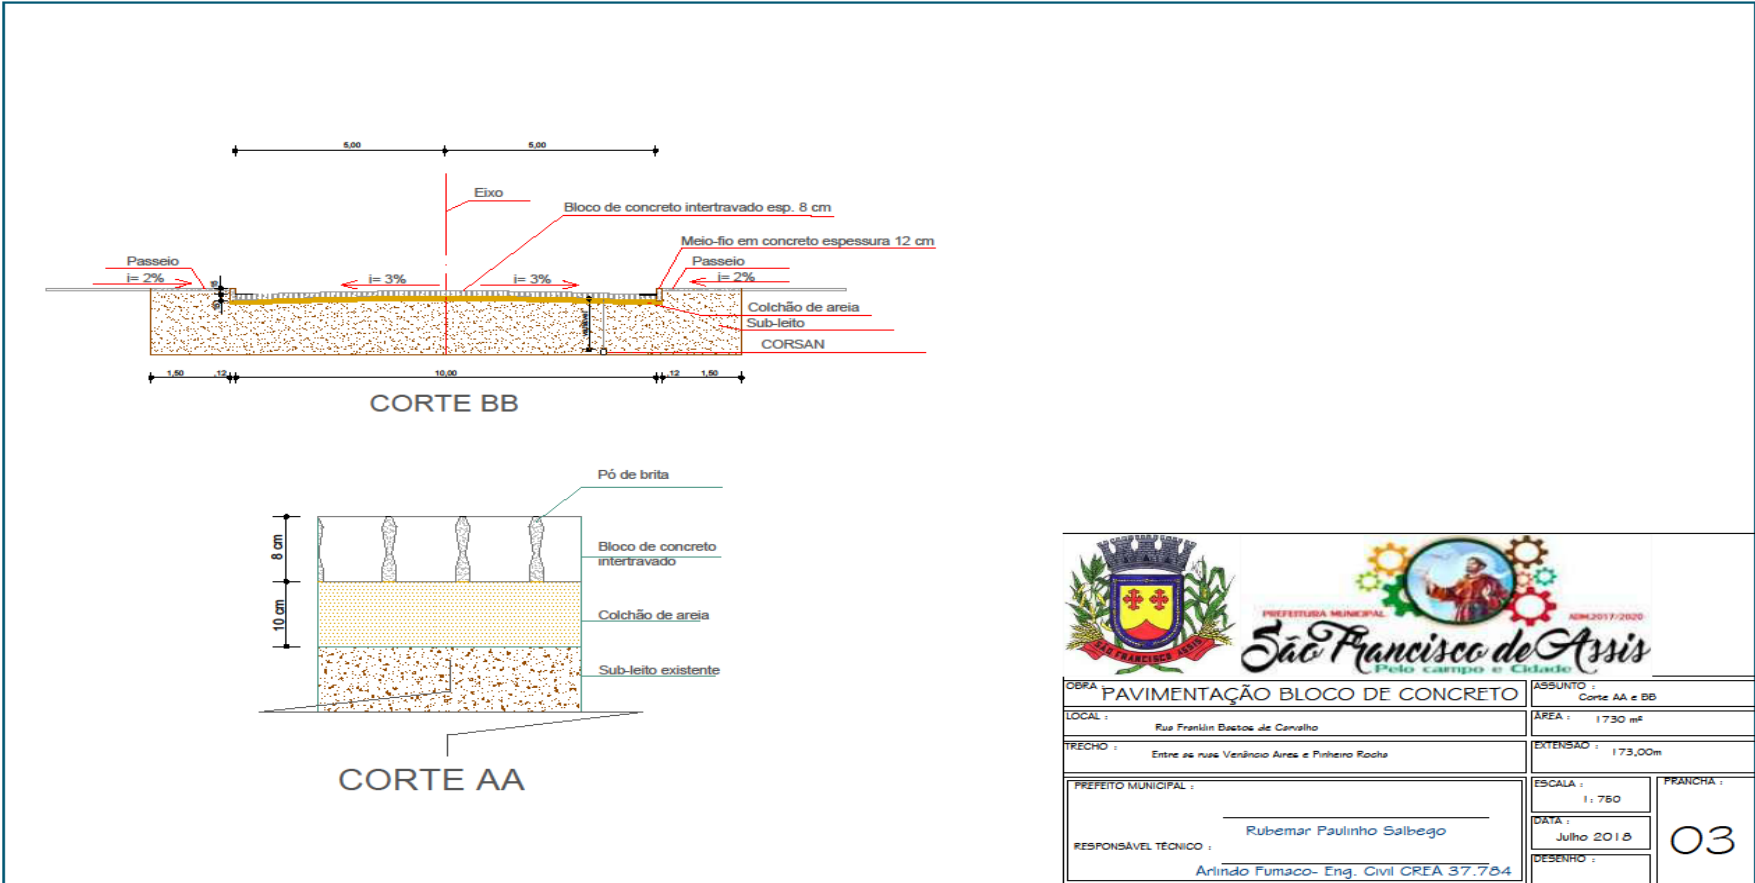 5,00
5,00
Eixo
Bloco de concreto intertravado esp. 8 cm
Meio-fio em concreto espessura 12 cm
Passeio
Passeio
i= 2%
i= 3%
i= 3%
i= 2%
Colchão de areia
Sub-leito
CORSAN
1,50
,12
10,00
,12
1,50
CORTE BB
Pó de brita
8 cm
Bloco de concreto
intertravado
10 cm
Colchão de areia
Sub-leito existente
CORTE AA
SÃO FRANCISCO ASSIS
PREFEITURA MUNICIPAL
ADM.2017/2020
São Francisco de Assis
Pelo campo e Cidade
OBRA :
PAVIMENTAÇÃO BLOCO DE CONCRETO
ASSUNTO :
Corte AA e BB
LOCAL :
Rua Franklin Bastos de Carvalho
ÁREA :
1730 m²
TRECHO :
Entre as ruas Venâncio Aires e Pinheiro Rocha
EXTENSÃO :
173,00m
PREFEITO MUNICIPAL :
Rubemar Paulinho Salbego
RESPONSÁVEL TÉCNICO :
Arlindo Fumaco- Eng. Civil CREA 37.784
ESCALA :
1: 750
DATA :
Julho 2018
DESENHO :
PRANCHA :
03